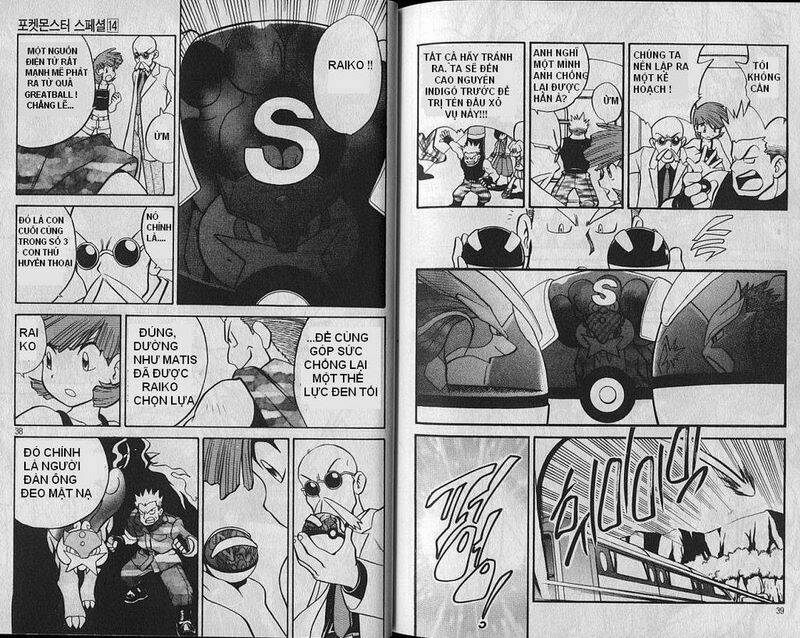 포켓몬스터 스페셜 14
MỘT NGUỒN
ĐIỆN TỪ RẤT
MẠNH MẼ PHÁT
RA TỪ QUẢ
GREATBALL !
CHẲNG LẼ...
ỪM
RAIKO !!
S
ĐÓ LÀ CON
CUỐI CÙNG
TRONG SỐ 3
CON THÚ
HUYỀN THOẠI
NÓ
CHÍNH
LÀ....
RAI
KO
ĐÚNG,
DƯỜNG
NHƯ MATIS
ĐÃ ĐƯỢC
RAIKO
CHỌN LỰA
...ĐỂ CÙNG
GÓP SỨC
CHỐNG LẠI
MỘT THẾ
LỰC ĐEN TỐI
38
ĐÓ CHÍNH
LÀ NGƯỜI
ĐÀN ÔNG
ĐEO MẶT NẠ
TẤT CẢ HÃY TRÁNH
RA. TA SẼ ĐẾN
CAO NGUYÊN
INDIGÔ TRƯỚC ĐỂ
TRỊ TÊN ĐẦU XỎ
VỤ NÀY!!!
ANH NGHĨ
MỘT MÌNH
ANH CHỐNG
LẠI ĐƯỢC
HẮN Ả?
ỪM
CHÚNG TA
NÊN LẬP RA
MỘT KẾ
HOẠCH !
TÔI
KHÔNG
CẦN
S
39